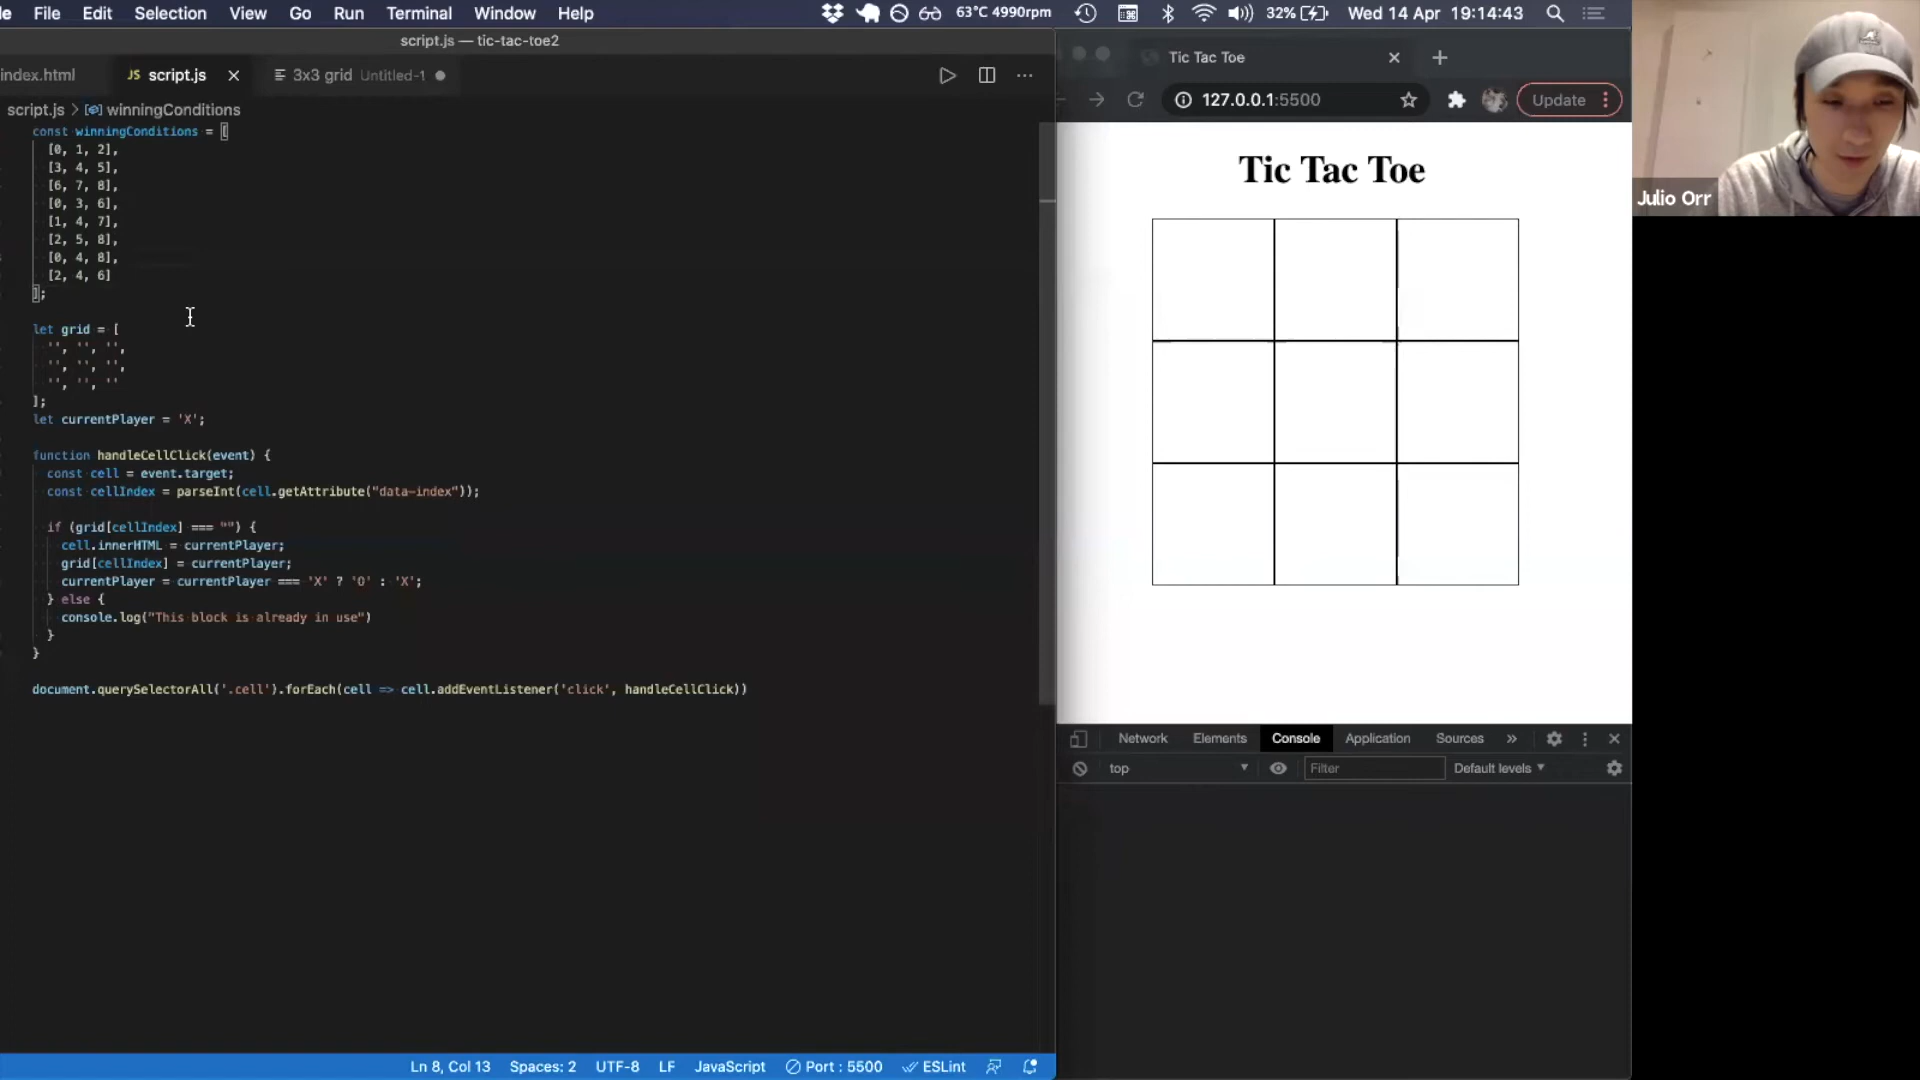 File Edit Selection View Go Run Terminal Window Help 63°C 4990rpm 32% Wed 14 Apr 19:14:43
script.js — tic-tac-toe2
index.html JS script.js 3x3 grid Untitled-1
script.js > winningConditions
const winningConditions = [
[0, 1, 2],
[3, 4, 5],
[6, 7, 8],
[0, 3, 6],
[1, 4, 7],
[2, 5, 8],
[0, 4, 8],
[2, 4, 6]
];
let grid = [
'', '', '',
'', '', '',
'', '', ''
];
let currentPlayer = 'X';
function handleCellClick(event) {
const cell = event.target;
const cellIndex = parseInt(cell.getAttribute("data-index"));
if (grid[cellIndex] === "") {
cell.innerHTML = currentPlayer;
grid[cellIndex] = currentPlayer;
currentPlayer = currentPlayer === 'X' ? 'O' : 'X';
} else {
console.log("This block is already in use")
}
}
document.querySelectorAll('.cell').forEach(cell => cell.addEventListener('click', handleCellClick))
Ln 8, Col 13 Spaces: 2 UTF-8 LF JavaScript Port : 5500 ESLint
Tic Tac Toe
127.0.0.1:5500 Update
Tic Tac Toe
Network Elements Console Application Sources »
top Filter Default levels
Julio Orr